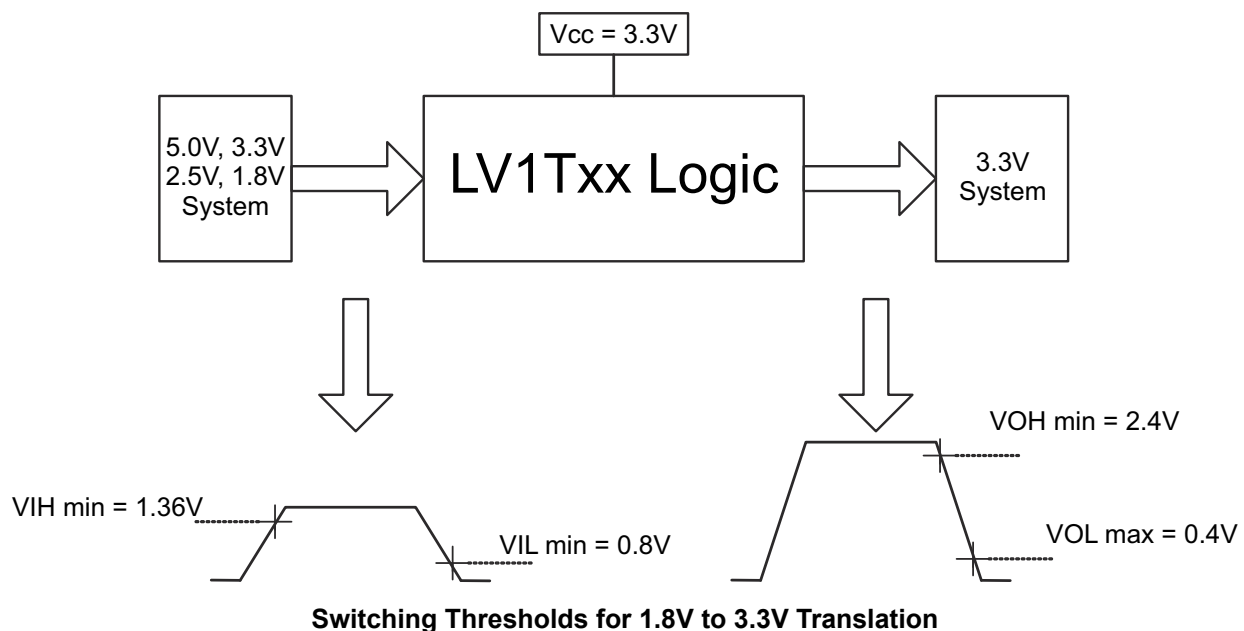 Vcc = 3.3V
5.0V, 3.3V
2.5V, 1.8V
System
LV1Txx Logic
3.3V
System
VOH min = 2.4V
VIH min = 1.36V
VIL min = 0.8V
VOL max = 0.4V
Switching Thresholds for 1.8V to 3.3V Translation